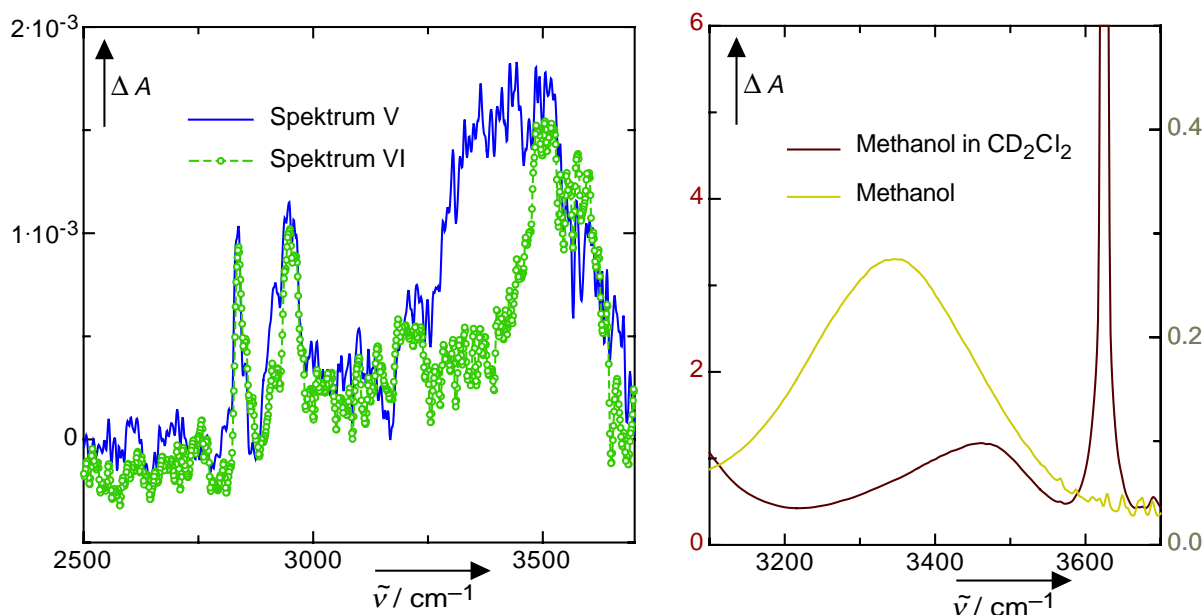 2·10⁻³
Δ A
Spektrum V
Spektrum VI
1·10⁻³
0
2500 3000 3500
ν̃ / cm⁻¹
6
Δ A
0.4
Methanol in CD₂Cl₂
4
Methanol
0.2
2
0
0.0
3200 3400 3600
ν̃ / cm⁻¹